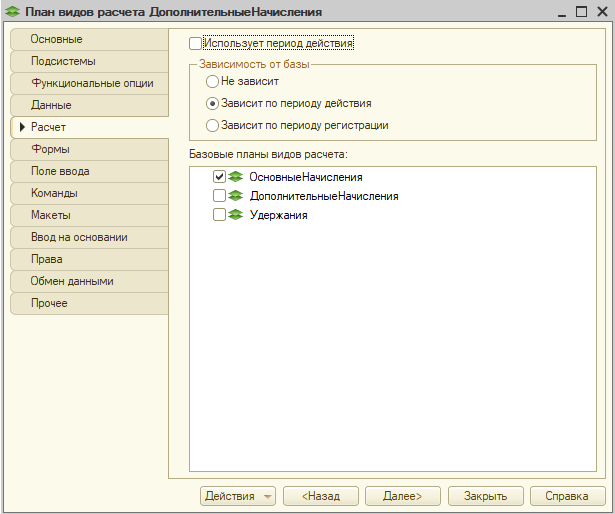 План видов расчета ДополнительныеНачисления
Основные
Подсистемы
Функциональные опции
Данные
Расчет
Формы
Поле ввода
Команды
Макеты
Ввод на основании
Права
Обмен данными
Прочее
Использует период действия
Зависимость от базы
Не зависит
Зависит по периоду действия
Зависит по периоду регистрации
Базовые планы видов расчета:
ОсновныеНачисления
ДополнительныеНачисления
Удержания
Действия
<Назад
Далее>
Закрыть
Справка